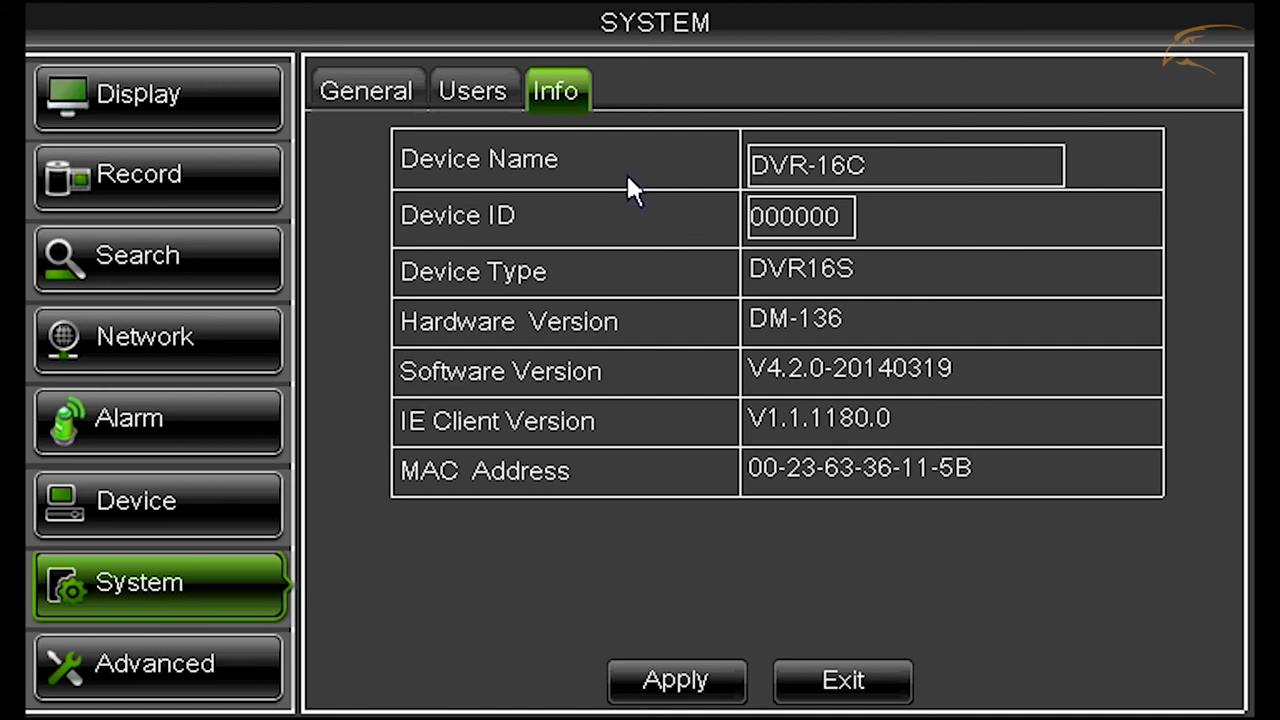 SYSTEM
Display
Record
Search
Network
Alarm
Device
System
Advanced
General Users Info
Device Name DVR-16C
Device ID 000000
Device Type DVR16S
Hardware Version DM-136
Software Version V4.2.0-20140319
IE Client Version V1.1.1180.0
MAC Address 00-23-63-36-11-5B
Apply Exit